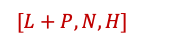 [L + P, N, H]